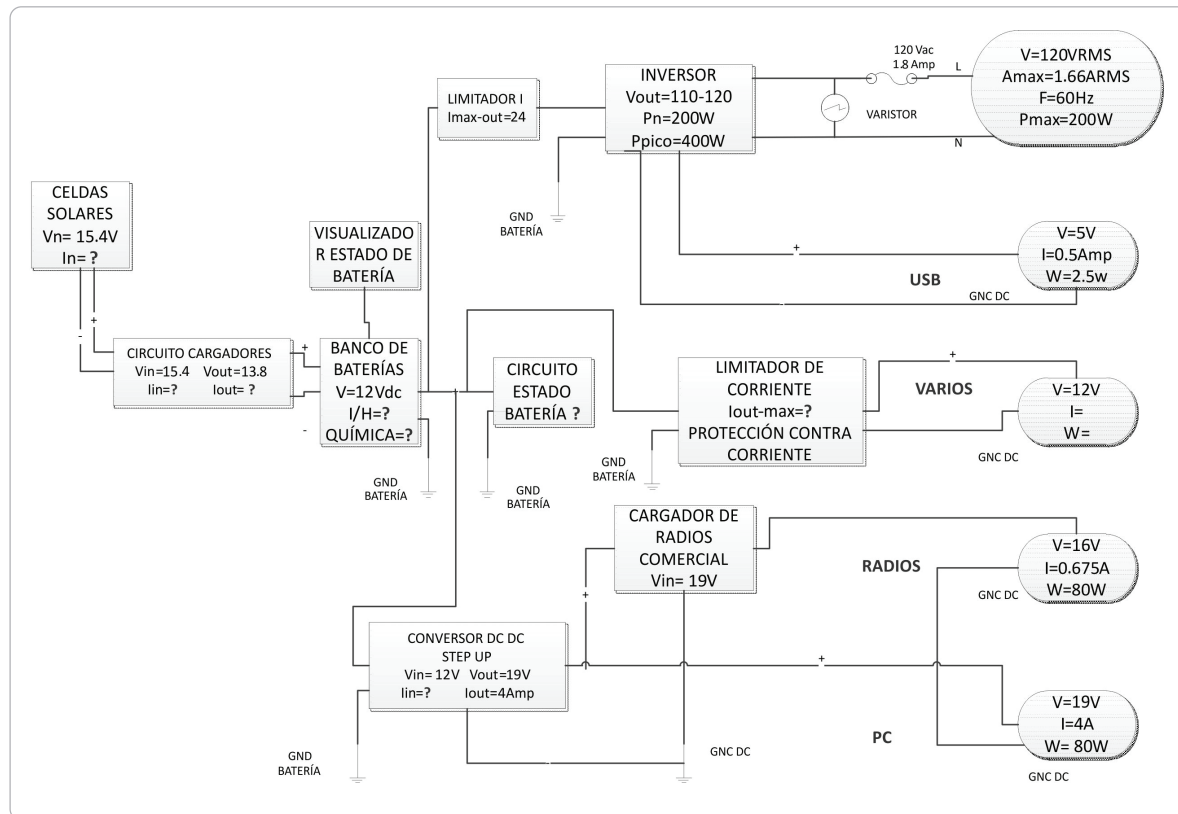 120 Vac
1.8 Amp
L
V=120VRMS
Amax=1.66ARMS
F=60Hz
Pmax=200W
INVERSOR
Vout=110-120
Pn=200W
Ppico=400W
LIMITADOR I
Imax-out=24
VARISTOR
N
CELDAS
SOLARES
Vn= 15.4V
In= ?
GND
BATERÍA
VISUALIZADO
R ESTADO DE
BATERÍA
+
V=5V
I=0.5Amp
W=2.5w
USB
GNC DC
-
+
CIRCUITO CARGADORES
Vin=15.4 Vout=13.8
Iin=? Iout= ?
+
-
BANCO DE
BATERÍAS
V=12Vdc
I/H=?
QUÍMICA=?
+
CIRCUITO
ESTADO
BATERÍA ?
LIMITADOR DE
CORRIENTE
Iout-max=?
PROTECCIÓN CONTRA
CORRIENTE
+
VARIOS
-
V=12V
I=
W=
GNC DC
GND
BATERÍA
GND
BATERÍA
GND
BATERÍA
CARGADOR DE
RADIOS
COMERCIAL
Vin= 19V
+
RADIOS
V=16V
I=0.675A
W=80W
GNC DC
CONVERSOR DC DC
STEP UP
Vin= 12V Vout=19V
Iin=? Iout=4Amp
+
PC
V=19V
I=4A
W= 80W
GNC DC
GND
BATERÍA
-
GNC DC